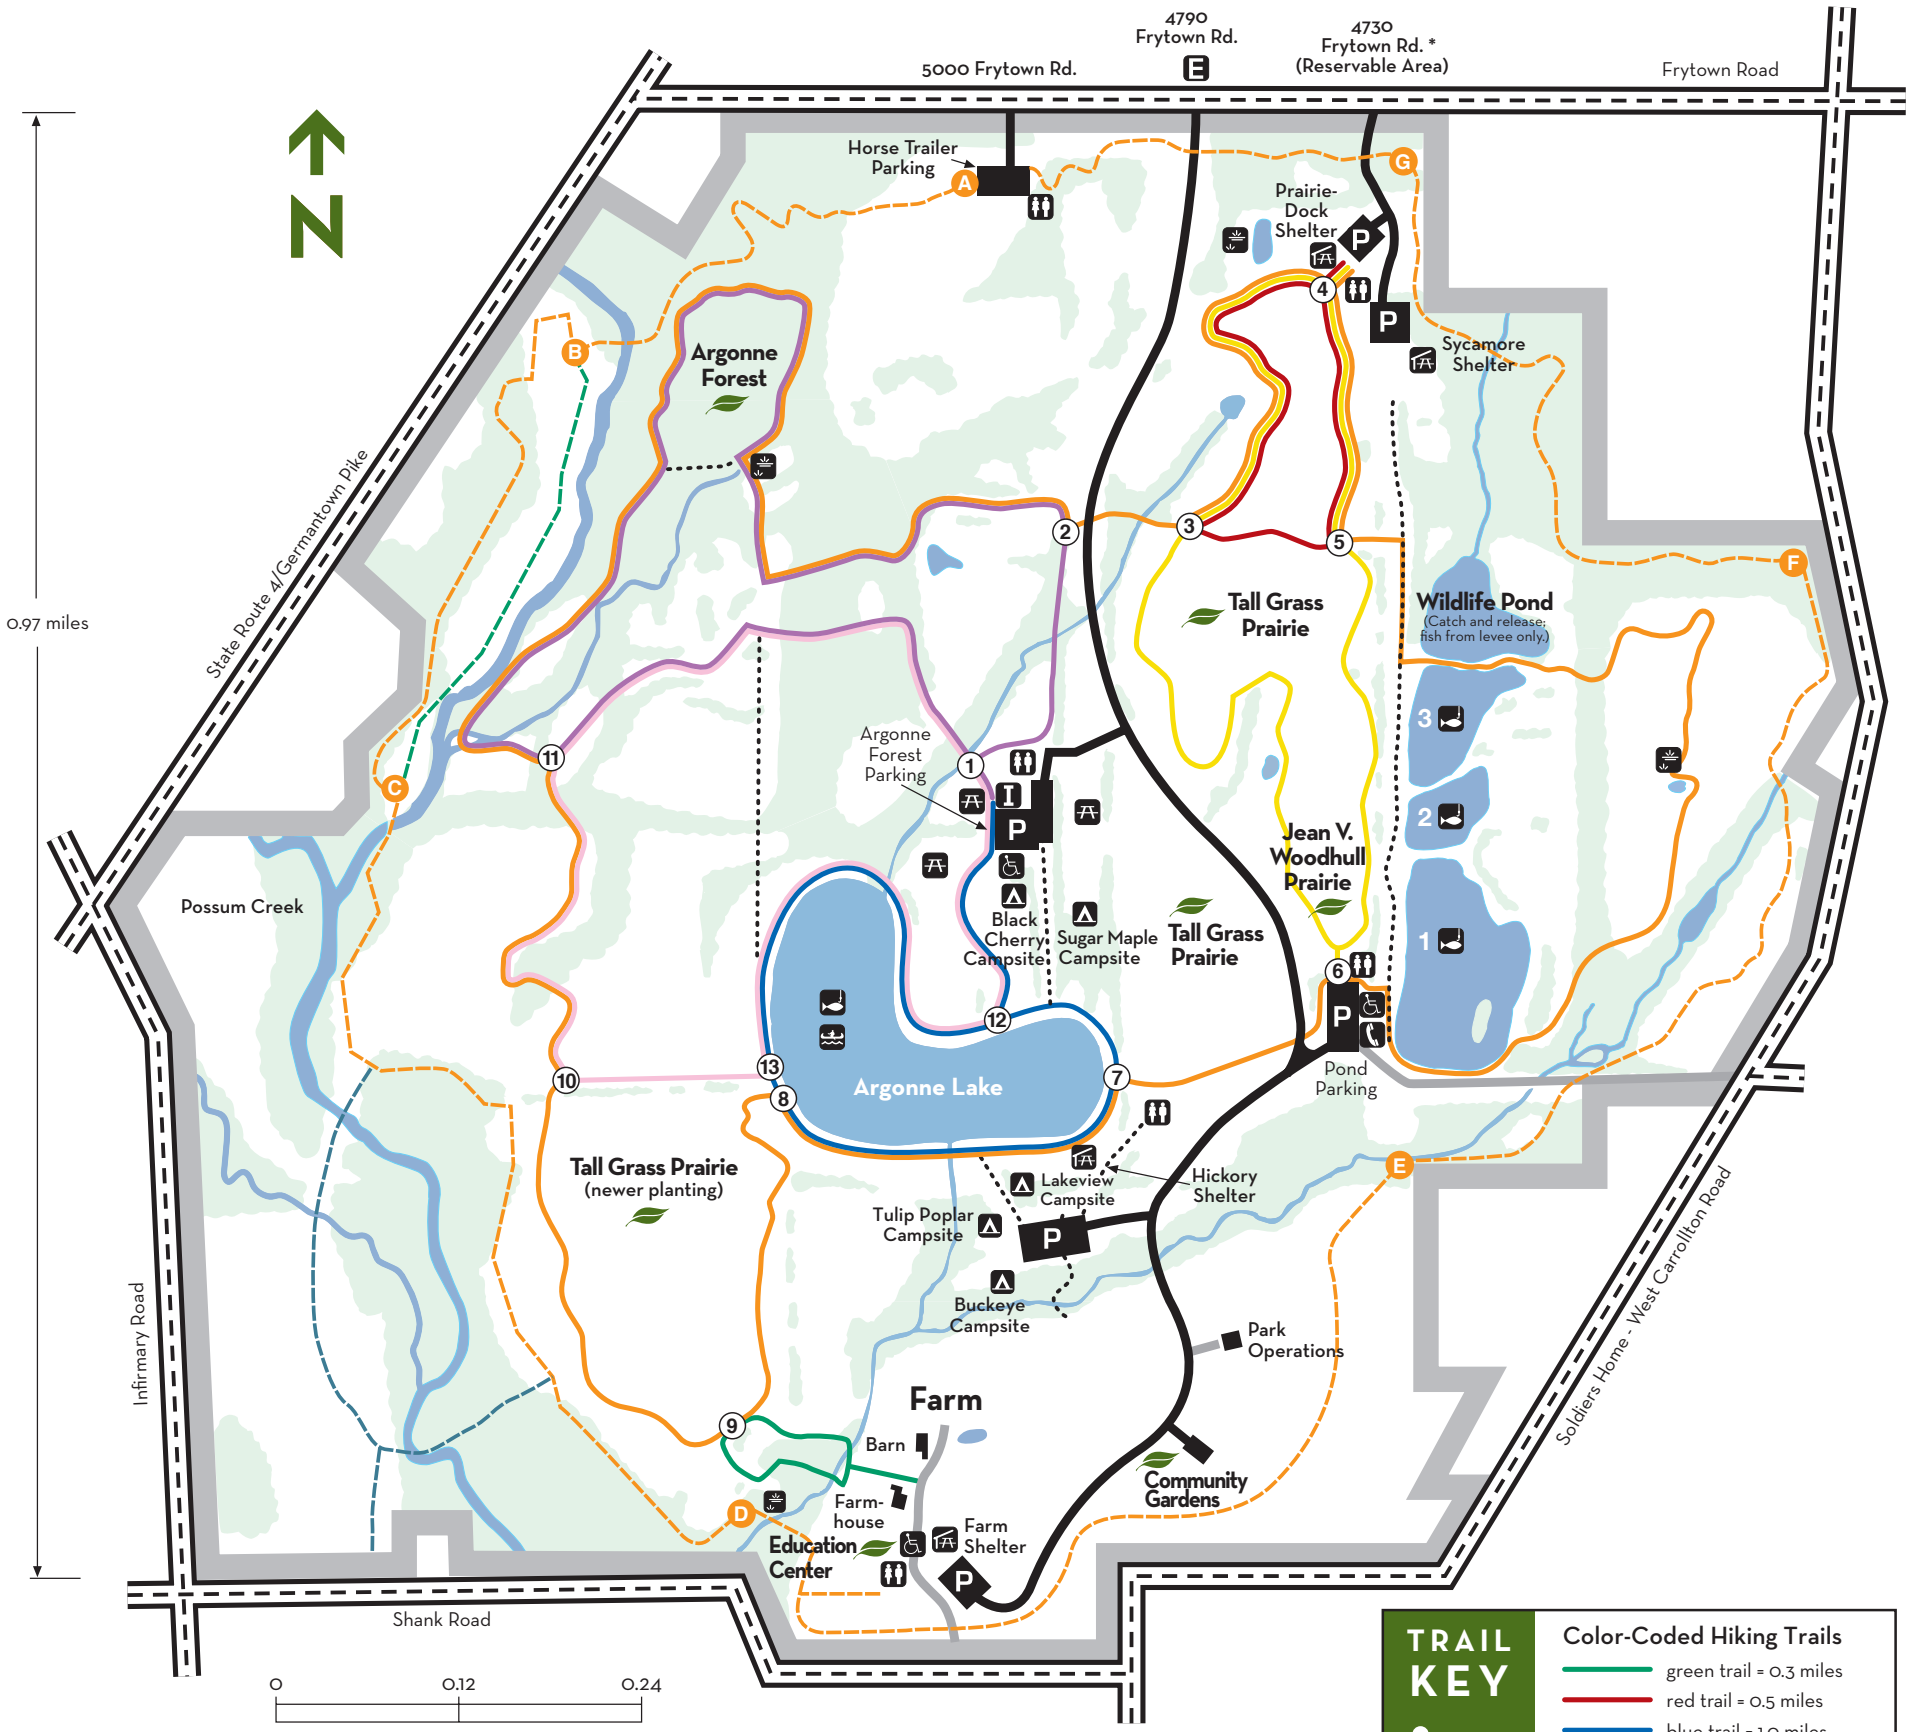 4790
Frytown Rd.
E
4730
Frytown Rd. *
(Reservable Area)
5000 Frytown Rd.
Frytown Road
N
Horse Trailer
Parking
A
G
Prairie-
Dock
Shelter
P
4
P
Sycamore
Shelter
B
Argonne
Forest
State Route 4/Germantown Pike
0.97 miles
2
3
5
F
Tall Grass
Prairie
Wildlife Pond
(Catch and release;
fish from levee only.)
3
Argonne
Forest
Parking
11
1
C
I
P
2
Jean V.
Woodhull
Prairie
Possum Creek
Black
Cherry
Campsite
Sugar Maple
Campsite
Tall Grass
Prairie
1
6
P
12
13
10
8
Argonne Lake
7
Pond
Parking
Tall Grass Prairie
(newer planting)
E
Lakeview
Campsite
Hickory
Shelter
Tulip Poplar
Campsite
P
Buckeye
Campsite
Park
Operations
Infirmary Road
Soldiers Home - West Carrollton Road
Farm
9
Barn
Community
Gardens
D
Farm-
house
Education
Center
Farm
Shelter
P
Shank Road
0
0.12
0.24
TRAIL
KEY
Color-Coded Hiking Trails
green trail = 0.3 miles
red trail = 0.5 miles
blue trail = 1.0 miles